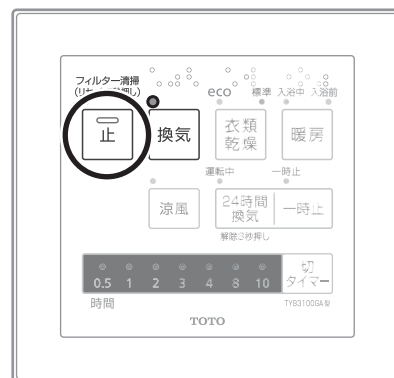 フィルター清掃
eco 標準 入浴中 入浴前
止 換気 衣類乾燥 暖房
運転中 一時止
涼風 24時間換気 一時止
解除3秒押し
0.5 1 2 3 4 8 10 切タイマー
時間 TYB3100GA型
TOTO